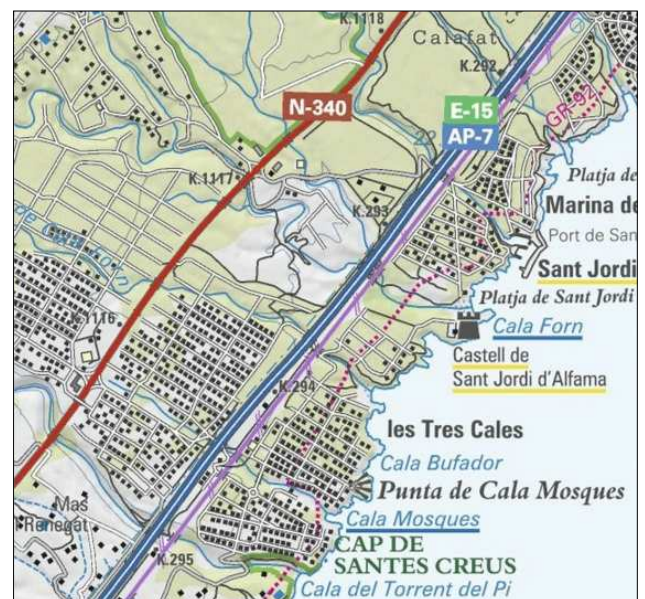 K.1118
Calafat
K.292
N-340
E-15
AP-7
GR-92
22
K.1117
Platja de
Marina de
K.293
Port de San
Sant Jordi
Platja de Sant Jordi
K.1116
Cala Forn
Castell de
Sant Jordi d'Alfama
K.294
les Tres Cales
Cala Bufador
Punta de Cala Mosques
Mas
Cala Mosques
K.295
CAP DE
SANTES CREUS
Cala del Torrent del Pi